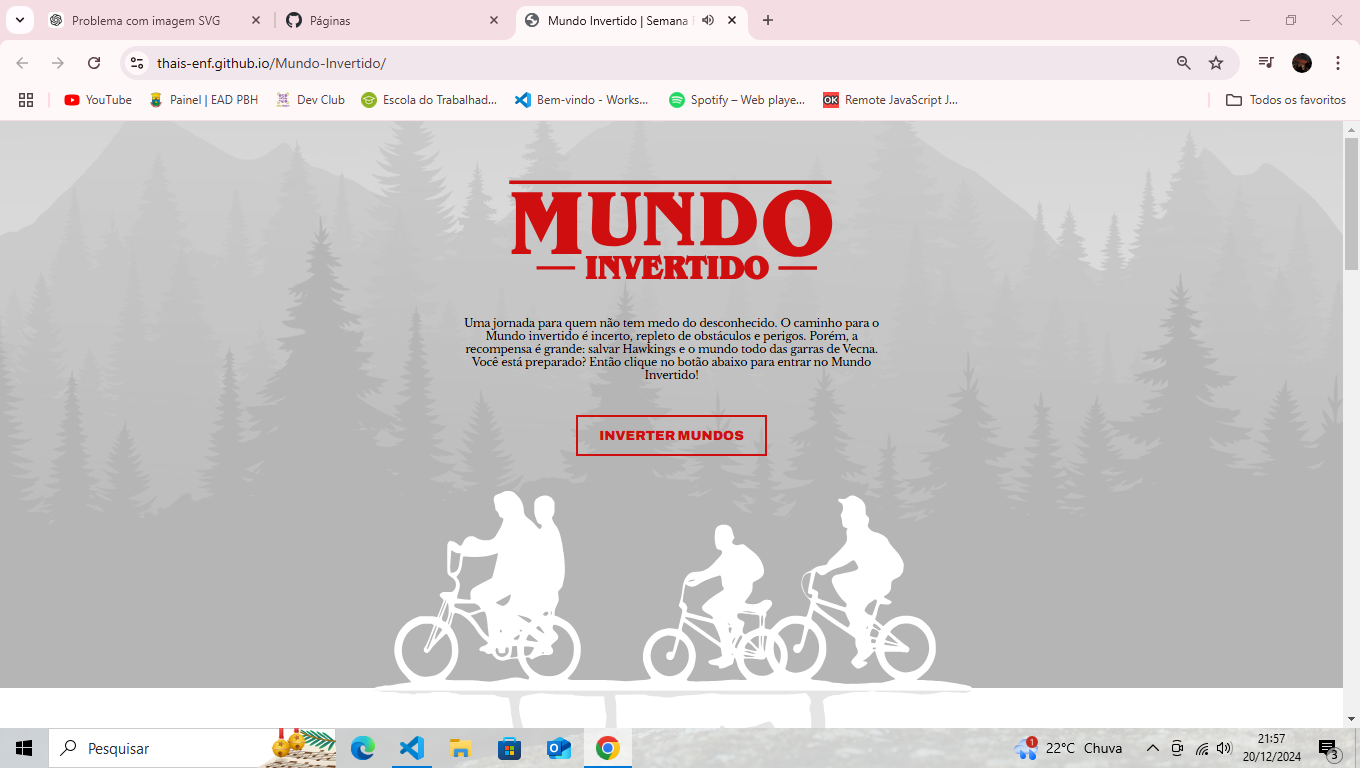 Problema com imagem SVG
Páginas
Mundo Invertido | Semana
thais-enf.github.io/Mundo-Invertido/
YouTube
Painel | EAD PBH
Dev Club
Escola do Trabalhad...
Bem-vindo - Works...
Spotify – Web playe...
OK
Remote JavaScript J...
Todos os favoritos
MUNDO
INVERTIDO
Uma jornada para quem não tem medo do desconhecido. O caminho para o
Mundo invertido é incerto, repleto de obstáculos e perigos. Porém, a
recompensa é grande: salvar Hawkings e o mundo todo das garras de Vecna.
Você está preparado? Então clique no botão abaixo para entrar no Mundo
Invertido!
INVERTER MUNDOS
Pesquisar
1
22°C Chuva
21:57
20/12/2024
3